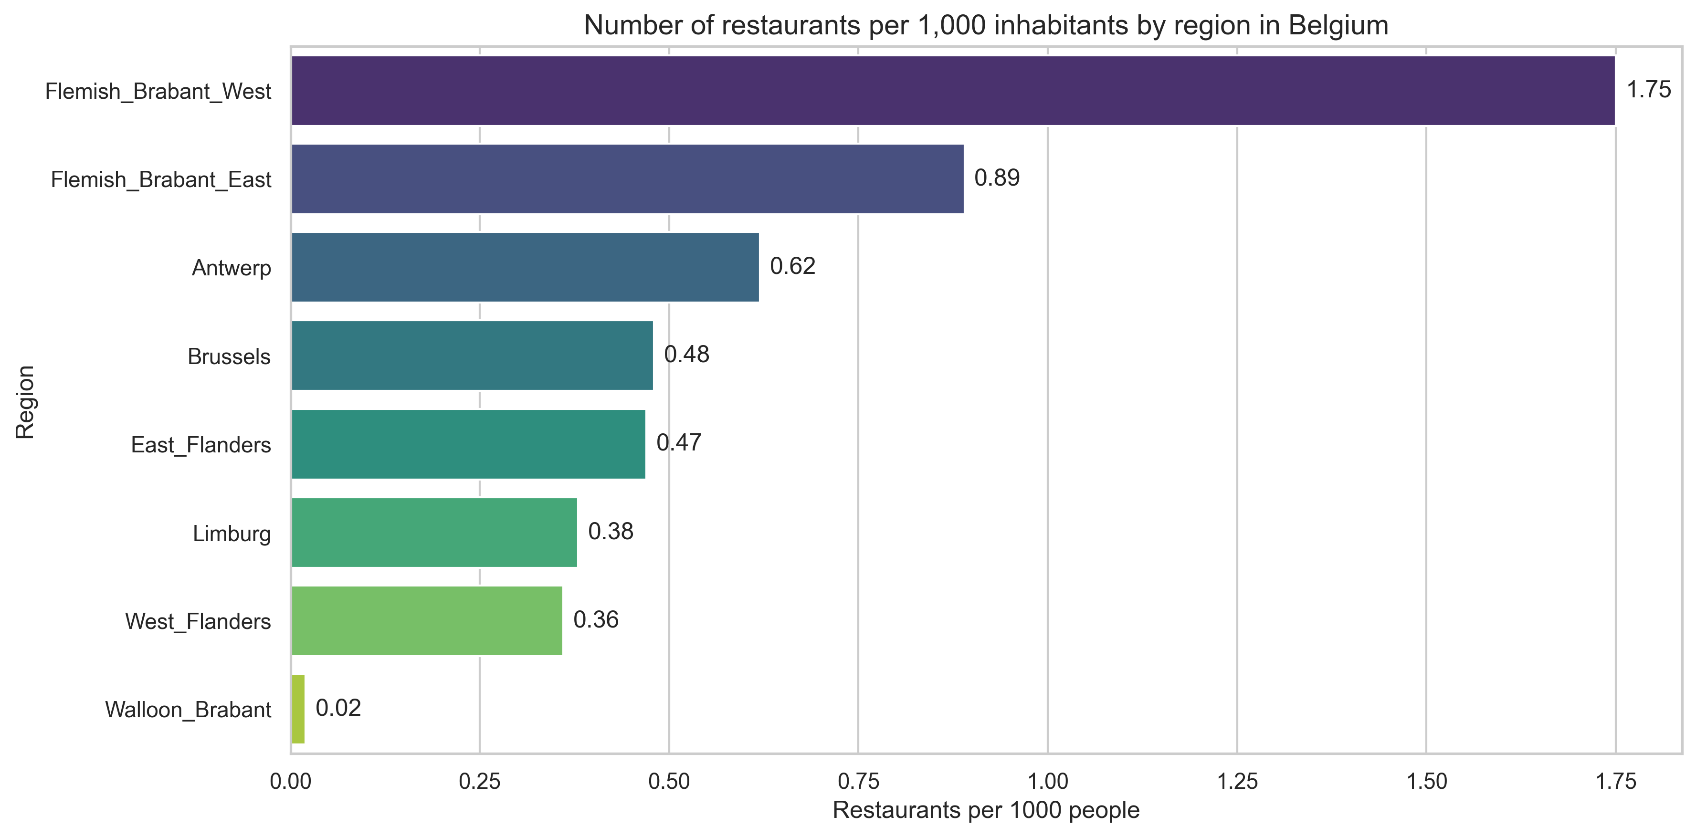 Number of restaurants per 1,000 inhabitants by region in Belgium
Flemish_Brabant_West
1.75
Flemish_Brabant_East
0.89
Antwerp
0.62
Brussels
0.48
Region
East_Flanders
0.47
Limburg
0.38
West_Flanders
0.36
Walloon_Brabant
0.02
0.00 0.25 0.50 0.75 1.00 1.25 1.50 1.75
Restaurants per 1000 people